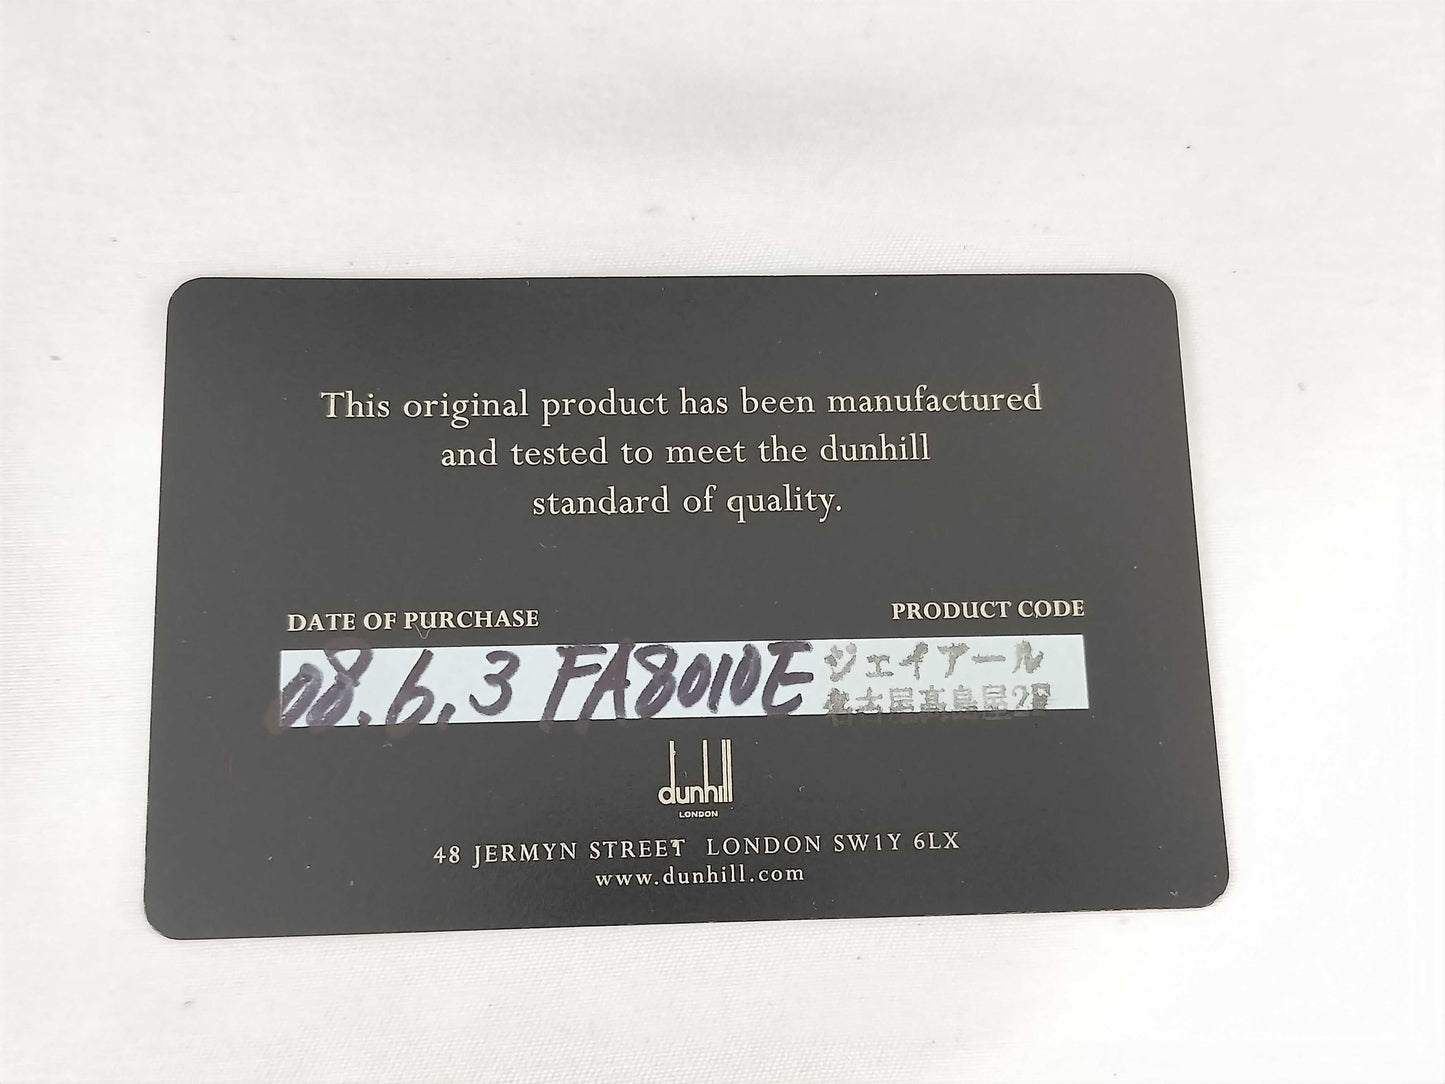 This original product has been manufactured
and tested to meet the dunhill
standard of quality.
DATE OF PURCHASE PRODUCT CODE
08.6.3 FA8010E ジェイアール
名古屋髙島屋2階
dunhill
LONDON
48 JERMYN STREET LONDON SW1Y 6LX
www.dunhill.com